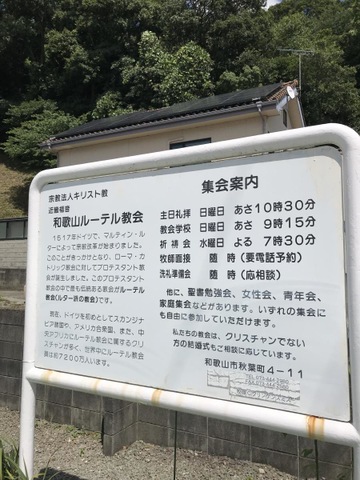 宗教法人キリスト教
近畿福音
和歌山ルーテル教会
1517年ドイツで、マルティン・ル
ターによって宗教改革が始まりました。
このことがきっかけとなり、ローマ・カ
トリック教会に対してプロテスタント教
会が誕生しました。このプロテスタント
教会の中で最も伝統ある教会がルーテル
教会(ルター派の教会)です。
現在、ドイツを初めとしてスカンジナ
ビア諸国や、アメリカ合衆国、また、中
央アフリカにルーテル教会に属するクリ
スチャンが多く、世界中にルーテル教会
員は約7200万人います。
集会案内
主日礼拝 日曜日 あさ10時30分
教会学校 日曜日 あさ 9時15分
祈祷会 水曜日 よる 7時30分
牧師面接 随時(要電話予約)
洗礼準備会 随時(応相談)
他に、聖書勉強会、女性会、青年会、
家庭集会などがあります。いずれの集会に
も自由に参加していただけます。
私たちの教会は、クリスチャンでない
方の結婚式もご相談に応じています。
和歌山市秋葉町4-11